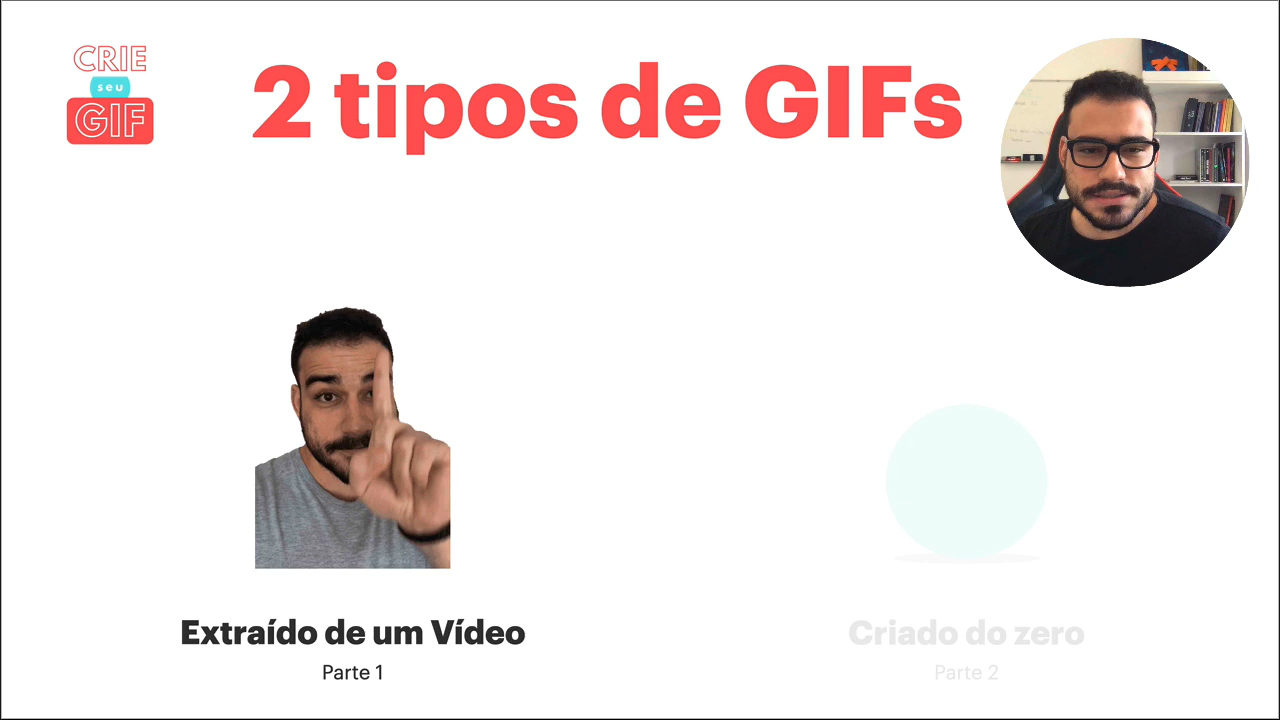 CRIE
seu
GIF
2 tipos de GIFs
Extraído de um Vídeo
Parte 1
Criado do zero
Parte 2